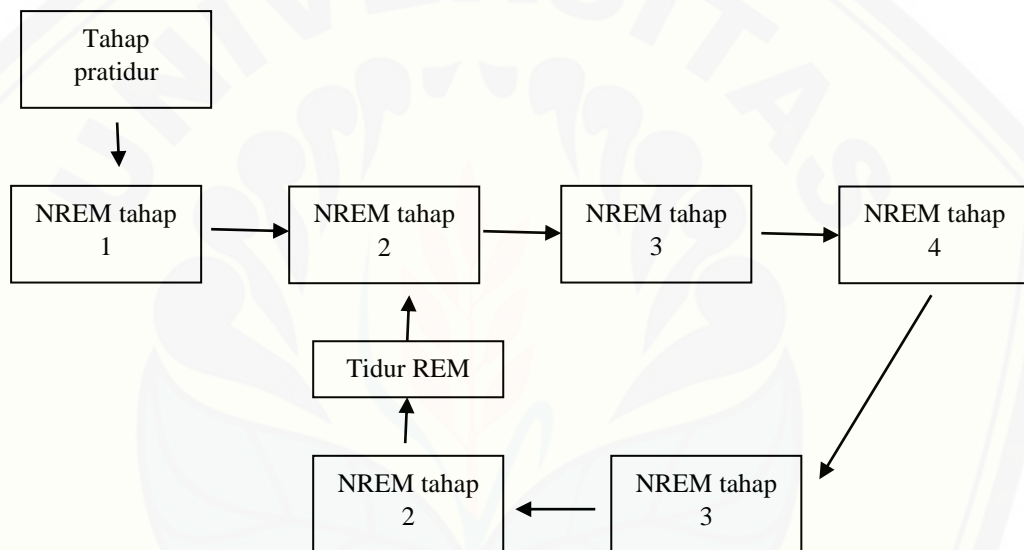 Tahap
pratidur
NREM tahap
1
NREM tahap
2
NREM tahap
3
NREM tahap
4
Tidur REM
NREM tahap
2
NREM tahap
3
UNIVERSITAS